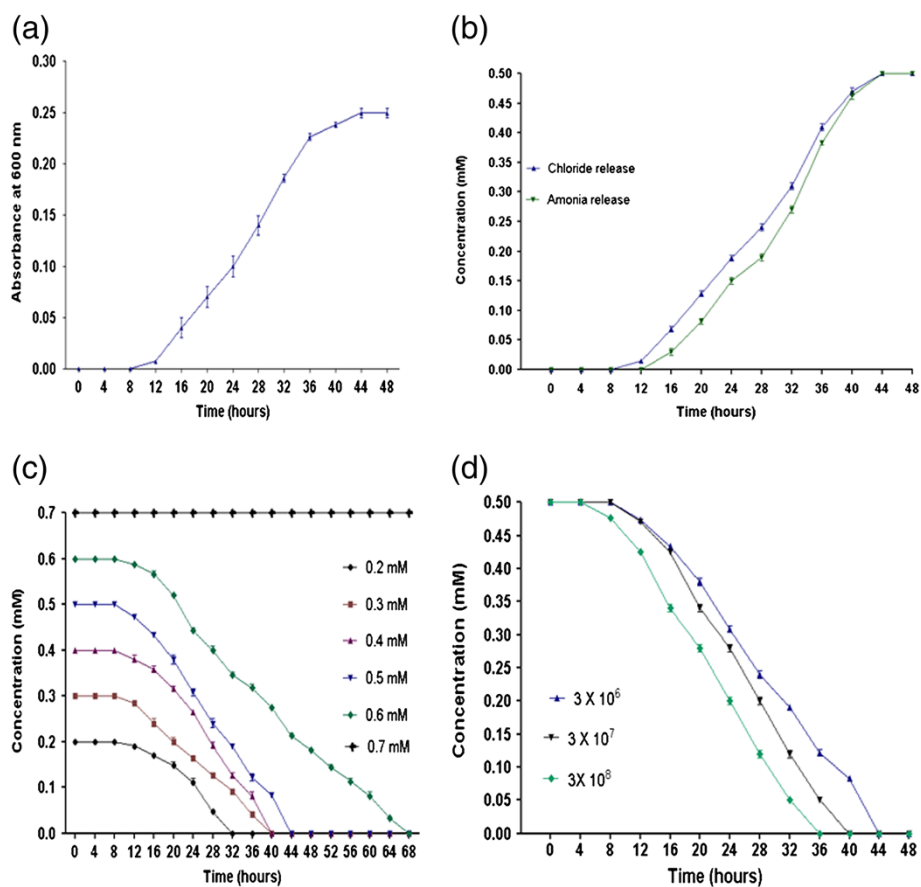 (a)
Absorbance at 600 nm
0.30
0.25
0.20
0.15
0.10
0.05
0.00
0 4 8 12 16 20 24 28 32 36 40 44 48
Time (hours)
(b)
Concentration (mM)
0.50
0.45
0.40
0.35
0.30
0.25
0.20
0.15
0.10
0.05
0.00
Chloride release
Amonia release
0 4 8 12 16 20 24 28 32 36 40 44 48
Time (hours)
(c)
Concentration (mM)
0.7
0.6
0.5
0.4
0.3
0.2
0.1
0.0
0.2 mM
0.3 mM
0.4 mM
0.5 mM
0.6 mM
0.7 mM
0 4 8 12 16 20 24 28 32 36 40 44 48 52 56 60 64 68
Time (hours)
(d)
Concentration (mM)
0.50
0.45
0.40
0.35
0.30
0.25
0.20
0.15
0.10
0.05
0.00
3 X 10⁶
3 X 10⁷
3X 10⁸
0 4 8 12 16 20 24 28 32 36 40 44 48
Time (hours)